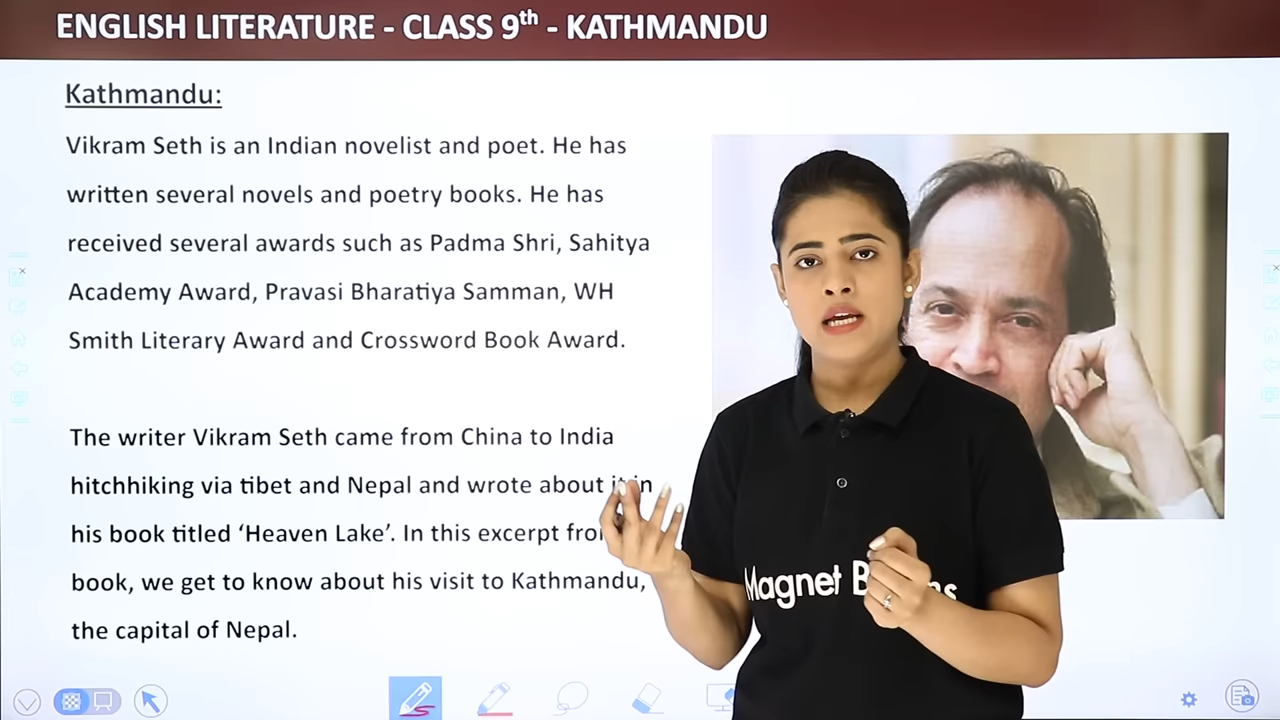 ENGLISH LITERATURE - CLASS 9th - KATHMANDU
Kathmandu:
Vikram Seth is an Indian novelist and poet. He has
written several novels and poetry books. He has
received several awards such as Padma Shri, Sahitya
Academy Award, Pravasi Bharatiya Samman, WH
Smith Literary Award and Crossword Book Award.
The writer Vikram Seth came from China to India
hitchhiking via tibet and Nepal and wrote about it in
his book titled ‘Heaven Lake’. In this excerpt
book, we get to know about his visit to Kathmandu,
the capital of Nepal.
Magnet